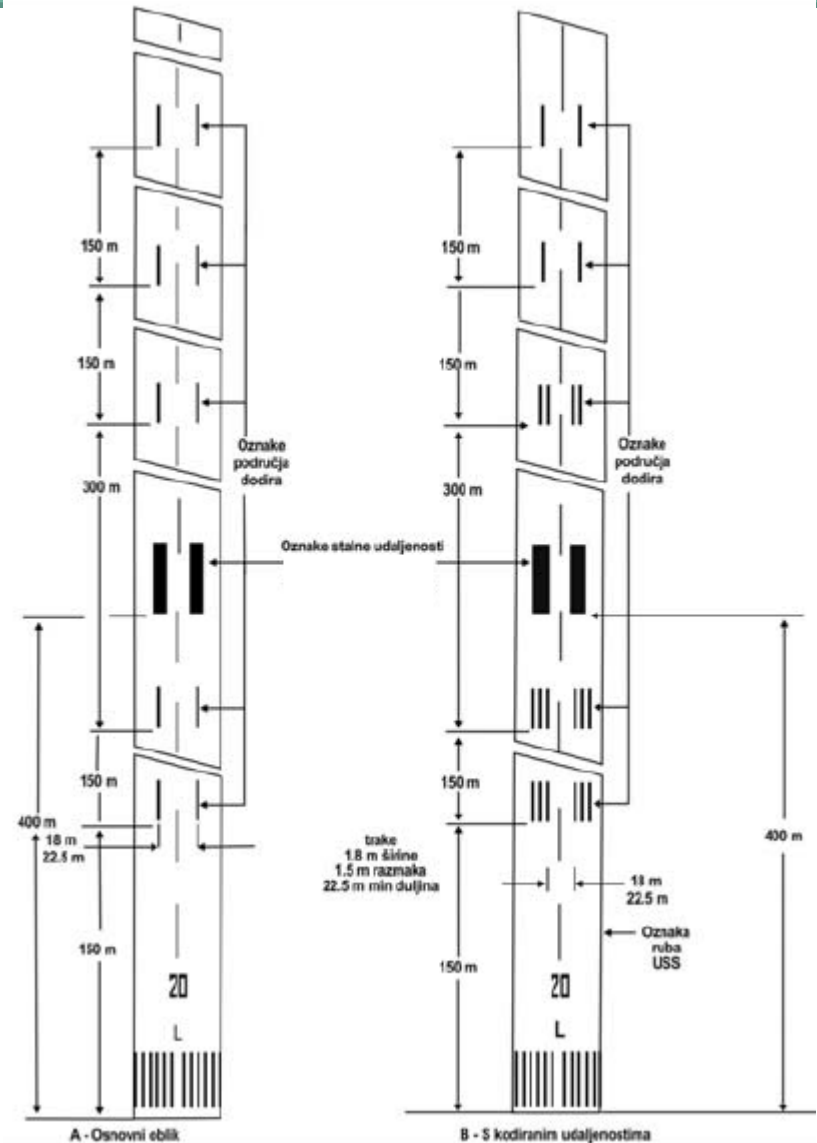 150 m
150 m
150 m
150 m
Oznake
područja
dodira
Oznake
područja
dodira
300 m
300 m
Oznake stalne udaljenosti
150 m
150 m
400 m
18 m
22.5 m
trake
1.8 m širine
1.5 m razmaka
22.5 m min duljina
400 m
18 m
22.5 m
Oznaka
ruba
USS
150 m
150 m
20
20
L
L
A - Osnovni oblik
B - S kodiranim udaljenostima